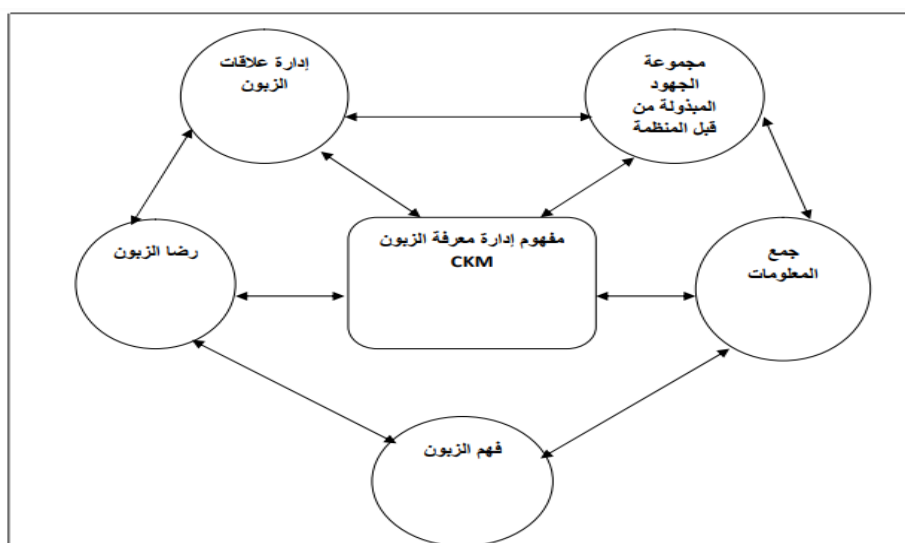 إدارة علاقات
الزبون
مجموعة
الجهود
المبذولة من
قبل المنظمة
مفهوم إدارة معرفة الزبون
CKM
رضا الزبون
جمع
المعلومات
فهم الزبون